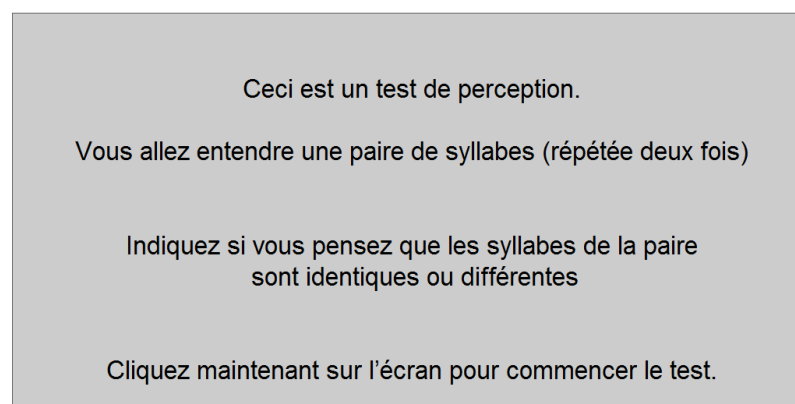 Ceci est un test de perception.
Vous allez entendre une paire de syllabes (répétée deux fois)
Indiquez si vous pensez que les syllabes de la paire
sont identiques ou différentes
Cliquez maintenant sur l’écran pour commencer le test.